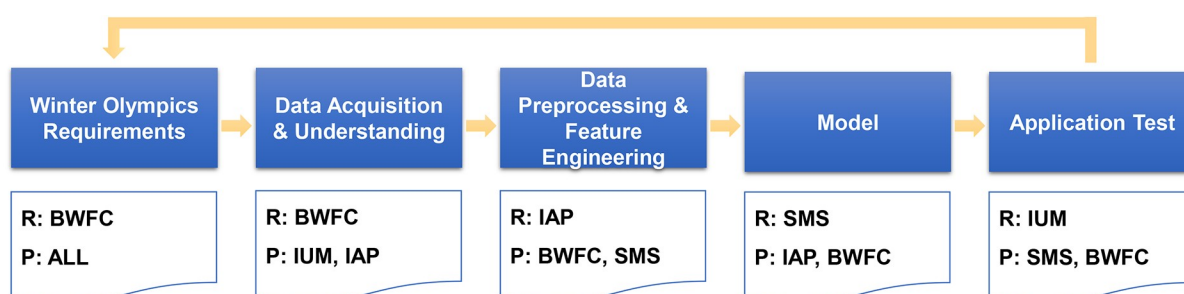 Winter Olympics
Requirements
Data Acquisition
& Understanding
Data
Preprocessing &
Feature
Engineering
Model
Application Test
R: BWFC
P: ALL
R: BWFC
P: IUM, IAP
R: IAP
P: BWFC, SMS
R: SMS
P: IAP, BWFC
R: IUM
P: SMS, BWFC